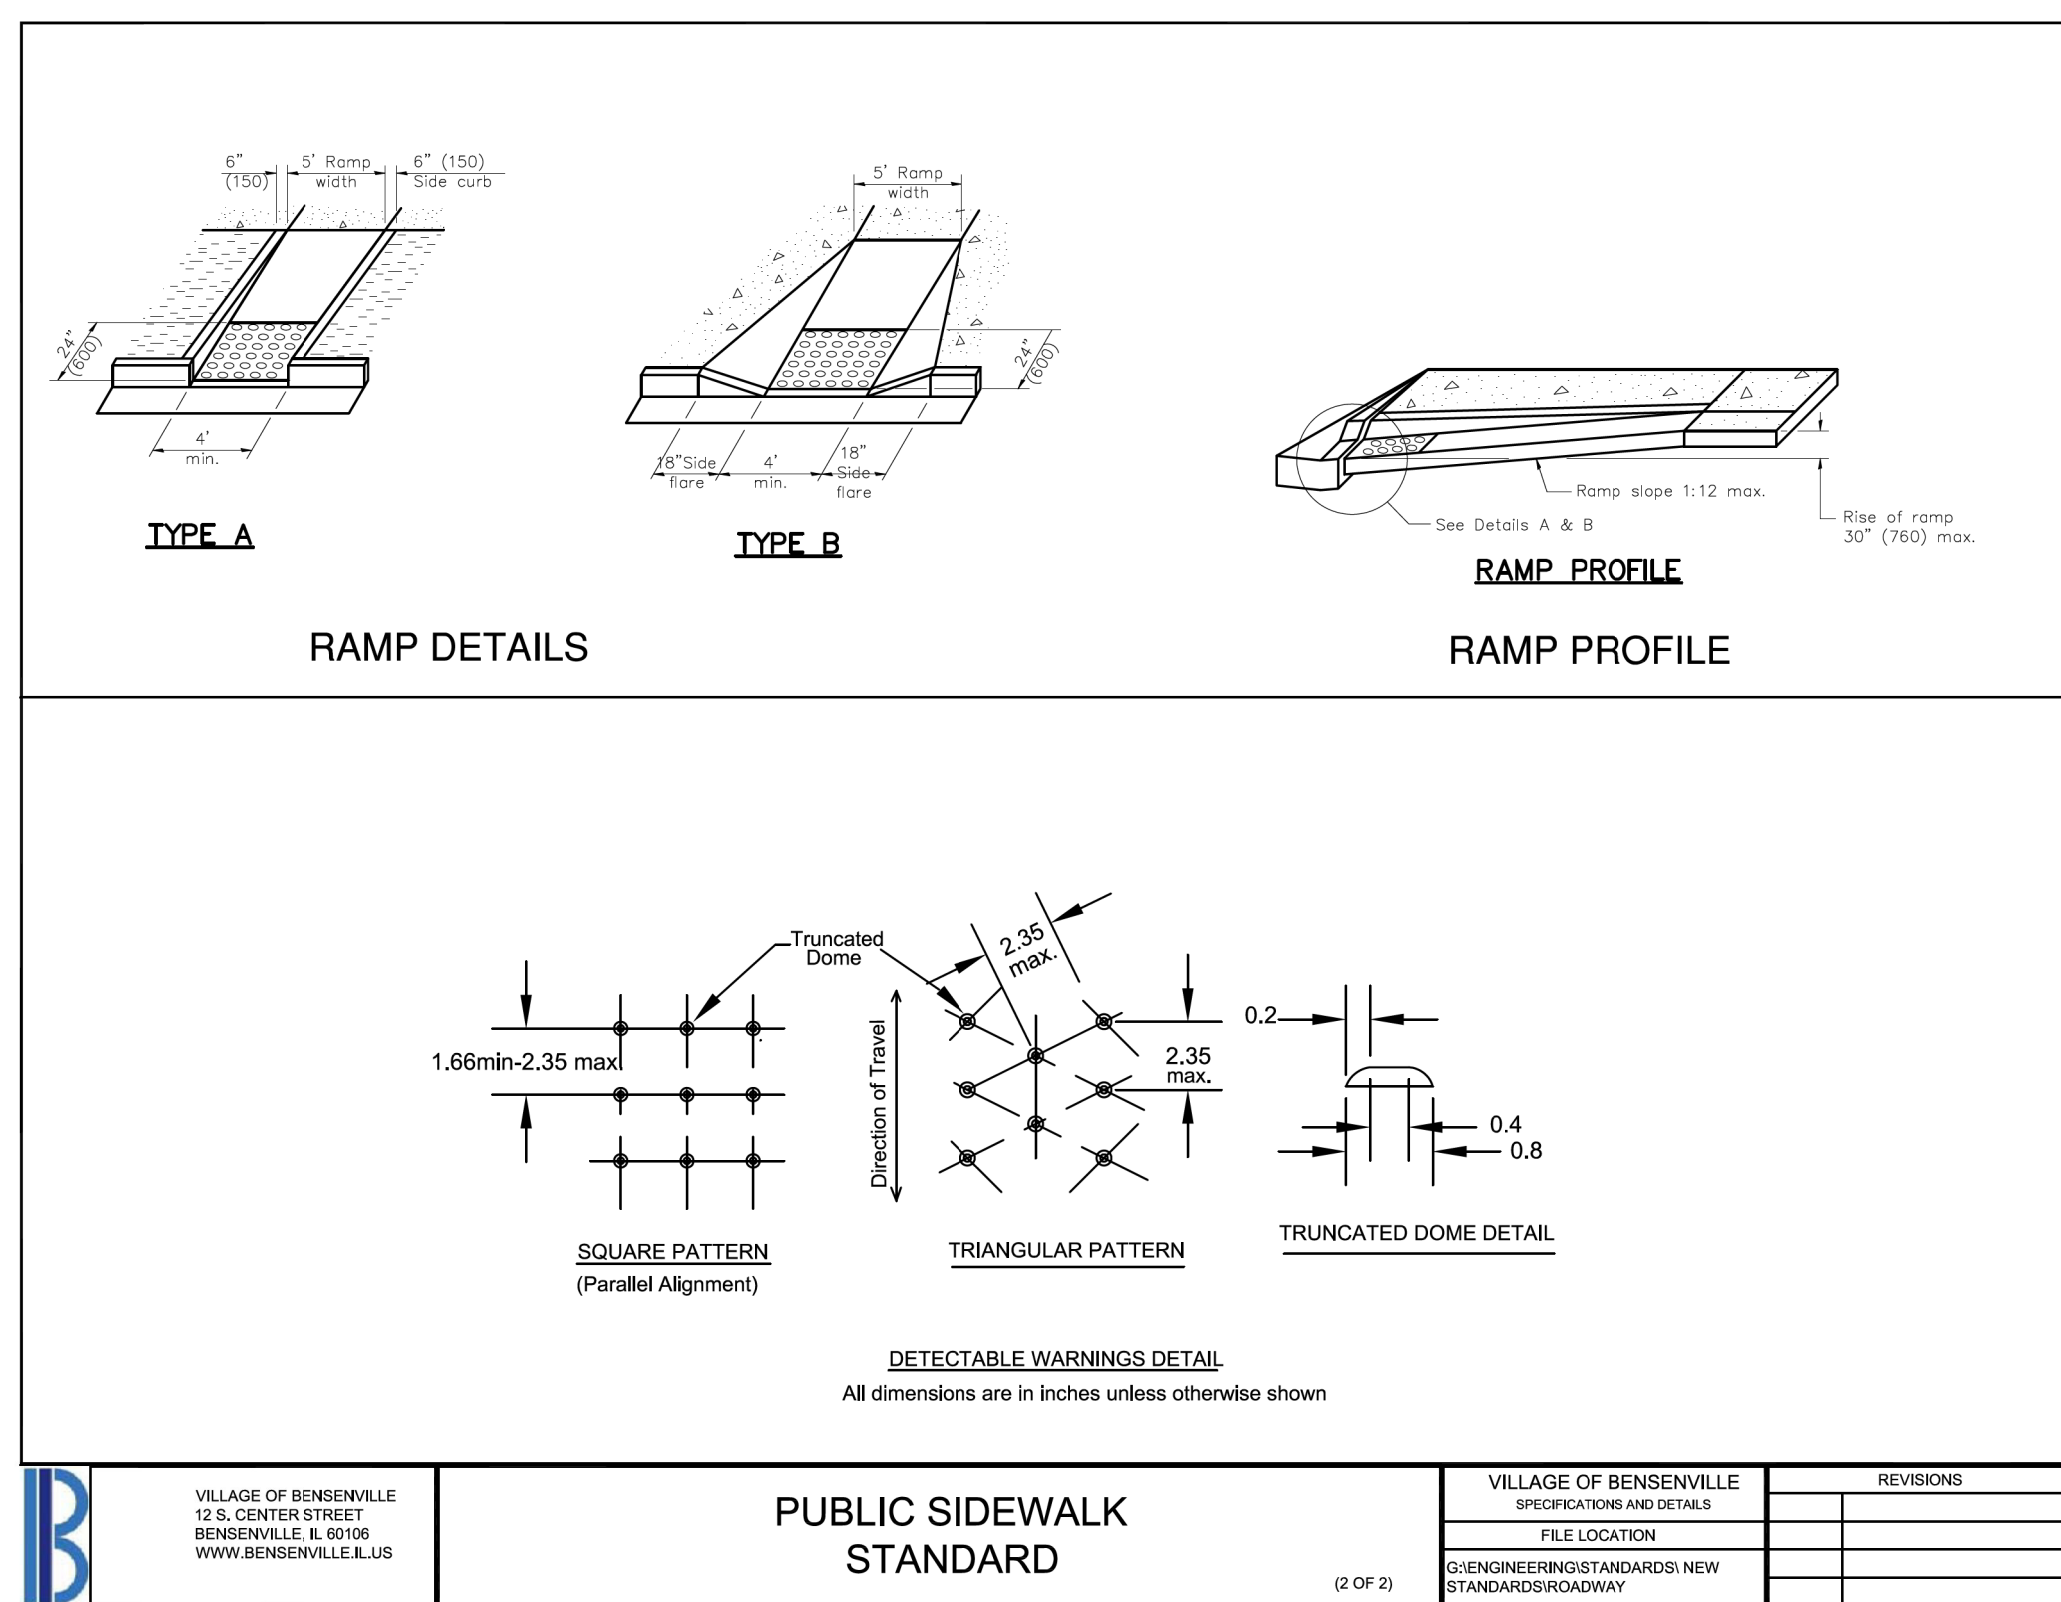 6"
(150)
5' Ramp
width
6" (150)
Side curb
24"
(600)
4'
min.
TYPE A
5' Ramp
width
24"
(600)
18"Side
flare
4'
min.
18"
Side
flare
TYPE B
RAMP DETAILS
Ramp slope 1:12 max.
See Details A & B
Rise of ramp
30" (760) max.
RAMP PROFILE
RAMP PROFILE
1.66min-2.35 max.
Truncated
Dome
SQUARE PATTERN
(Parallel Alignment)
Direction of Travel
2.35
max.
2.35
max.
TRIANGULAR PATTERN
0.2
0.4
0.8
TRUNCATED DOME DETAIL
DETECTABLE WARNINGS DETAIL
All dimensions are in inches unless otherwise shown
VILLAGE OF BENSENVILLE
12 S. CENTER STREET
BENSENVILLE, IL 60106
WWW.BENSENVILLE.IL.US
PUBLIC SIDEWALK
STANDARD
(2 OF 2)
VILLAGE OF BENSENVILLE
SPECIFICATIONS AND DETAILS
FILE LOCATION
G:\ENGINEERING\STANDARDS\ NEW
STANDARDS\ROADWAY
REVISIONS